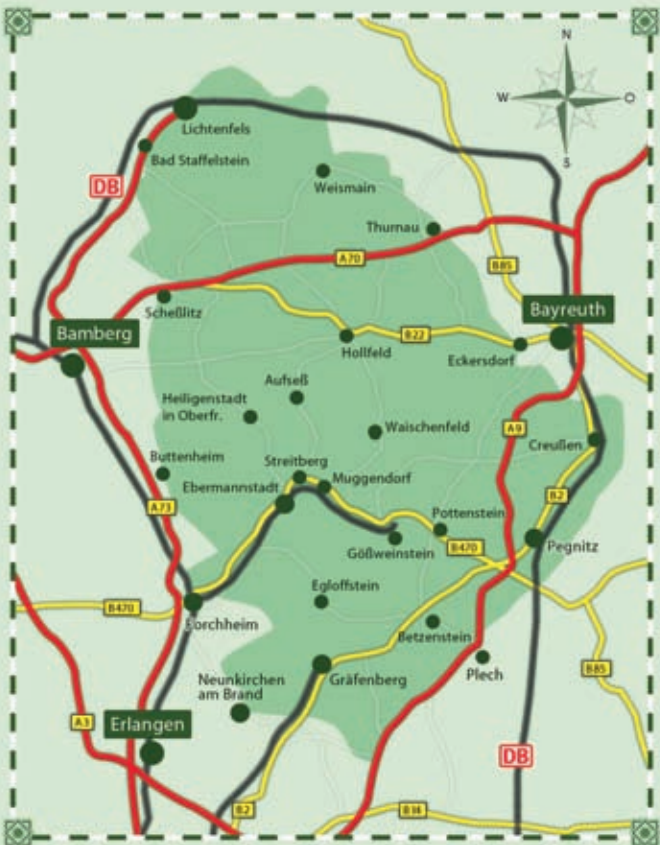 N
W
O
S
Lichtenfels
Bad Staffelstein
DB
Weismain
Thurnau
A70
B85
Scheßlitz
Bayreuth
Bamberg
B22
Hollfeld
Eckersdorf
Aufseß
Heiligenstadt
in Oberfr.
Waischenfeld
A9
Creußen
Buttenheim
Streitberg
Muggendorf
Ebermannstadt
B2
A73
Pottenstein
B470
Pegnitz
Gößweinstein
B470
Forchheim
Egloffstein
Betzenstein
Plech
B85
Neunkirchen
am Brand
Gräfenberg
A3
Erlangen
DB
B2
B14